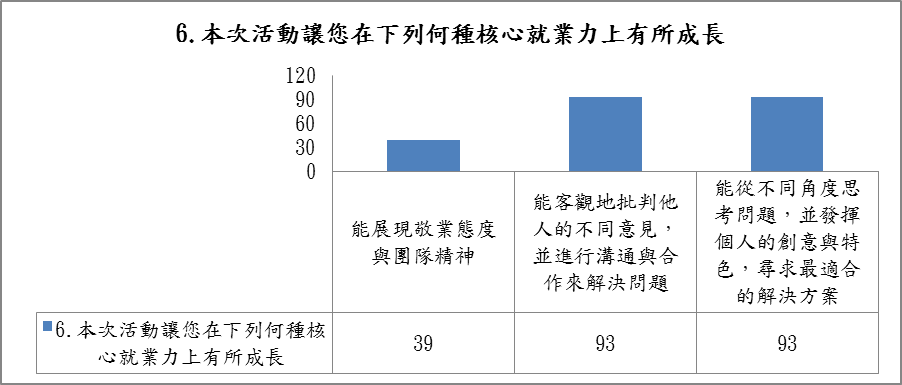 6.本次活動讓您在下列何種核心就業力上有所成長
120
90
60
30
0
能展現敬業態度
與團隊精神
能客觀地批判他
人的不同意見，
並進行溝通與合
作來解決問題
能從不同角度思
考問題，並發揮
個人的創意與特
色，尋求最適合
的解決方案
6.本次活動讓您在下列何種核
心就業力上有所成長
39
93
93